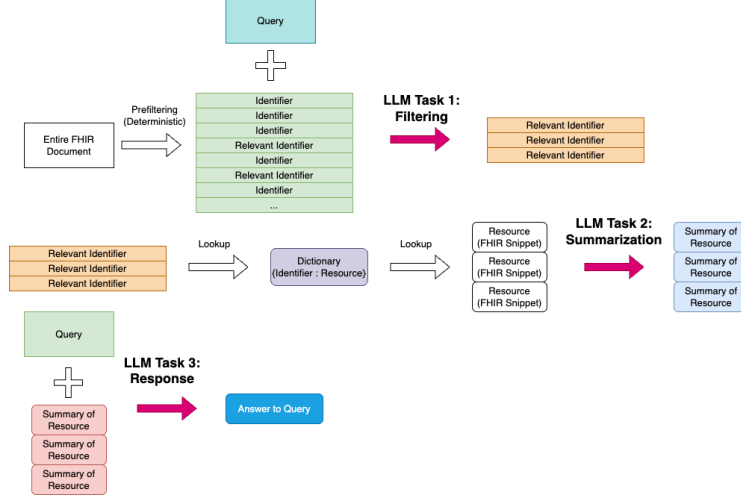 Query
Entire FHIR
Document
Prefiltering
(Deterministic)
Identifier
Identifier
Identifier
Relevant Identifier
Identifier
Relevant Identifier
Identifier
...
LLM Task 1:
Filtering
Relevant Identifier
Relevant Identifier
Relevant Identifier
Relevant Identifier
Relevant Identifier
Relevant Identifier
Lookup
Dictionary
{Identifier : Resource}
Lookup
Resource
(FHIR Snippet)
Resource
(FHIR Snippet)
Resource
(FHIR Snippet)
LLM Task 2:
Summarization
Summary of
Resource
Summary of
Resource
Summary of
Resource
Query
Summary of
Resource
Summary of
Resource
Summary of
Resource
LLM Task 3:
Response
Answer to Query